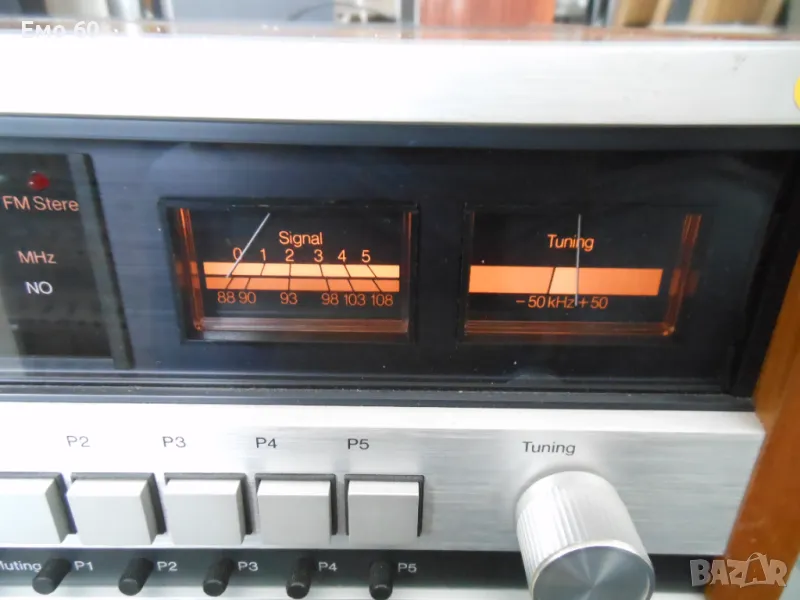 Емо 60
FM Stere
MHz
NO
Signal
0 1 2 3 4 5
88 90 93 98 103 108
Tuning
-50 kHz +50
P2 P3 P4 P5
Tuning
Muting P1 P2 P3 P4 P5
BAZAR